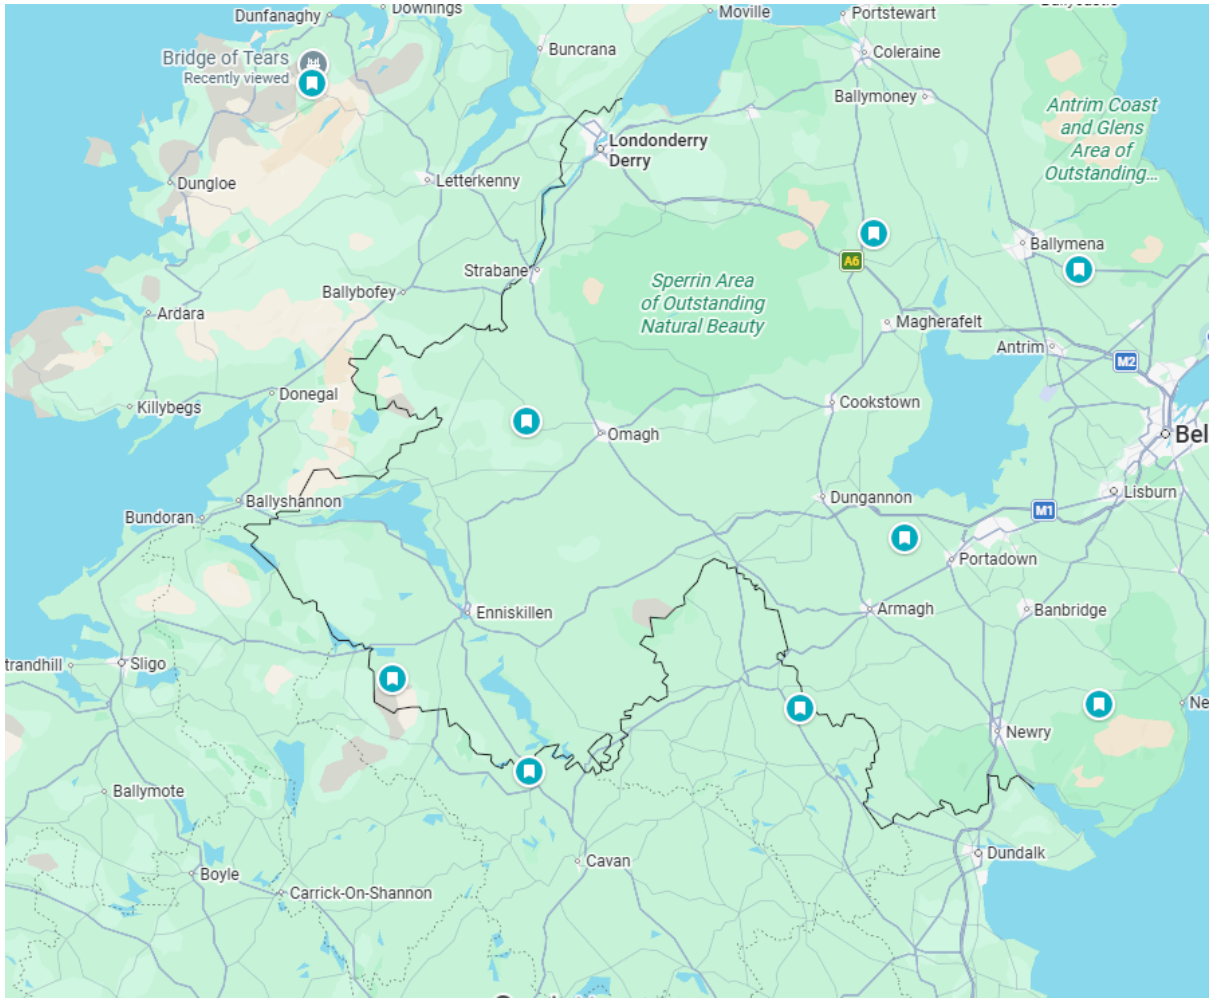 Dunfanaghy
Downings
Moville
Portstewart
Buncrana
Coleraine
Bridge of Tears
Recently viewed
Ballymoney
Antrim Coast
and Glens
Area of
Outstanding...
Londonderry
Derry
Dungloe
Letterkenny
Ballymena
A6
Strabane
Sperrin Area
of Outstanding
Natural Beauty
Ballybofey
Ardara
Magherafelt
Antrim
M2
Donegal
Killybegs
Cookstown
Omagh
Bel
Ballyshannon
Dungannon
Lisburn
Bundoran
M1
Portadown
Enniskillen
Armagh
Banbridge
trandhill
Sligo
Ne
Newry
Ballymote
Dundalk
Cavan
Boyle
Carrick-On-Shannon